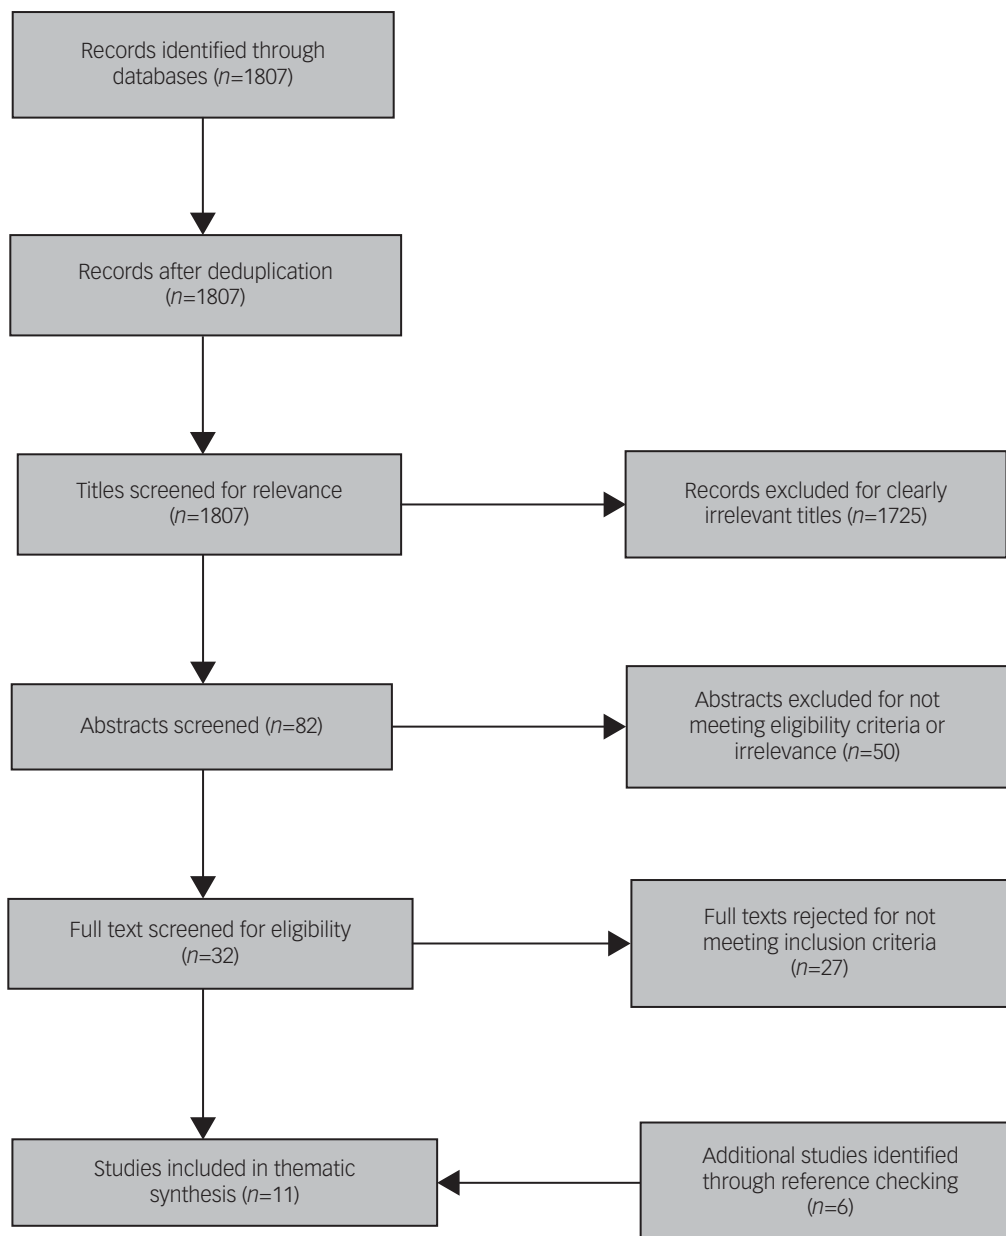 Records identified through
databases (n=1807)
Records after deduplication
(n=1807)
Titles screened for relevance
(n=1807)
Records excluded for clearly
irrelevant titles (n=1725)
Abstracts screened (n=82)
Abstracts excluded for not
meeting eligibility criteria or
irrelevance (n=50)
Full text screened for eligibility
(n=32)
Full texts rejected for not
meeting inclusion criteria
(n=27)
Studies included in thematic
synthesis (n=11)
Additional studies identified
through reference checking
(n=6)